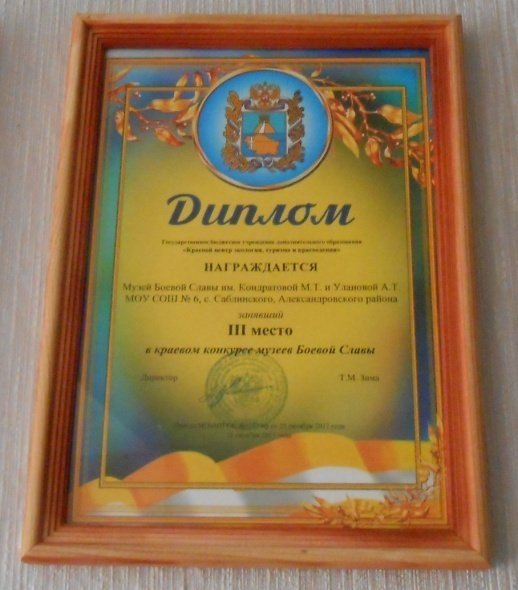 Диплом
Государственное бюджетное учреждение дополнительного образования
«Краевой центр экологии, туризма и краеведения»
НАГРАЖДАЕТСЯ
Музей Боевой Славы им. Кондратовой М.Т. и Улановой А.Т
МОУ СОШ № 6, с. Саблинского, Александровского района
занявший
III место
в краевом конкурсе музеев Боевой Славы
Директор Т.М. Зима
октября